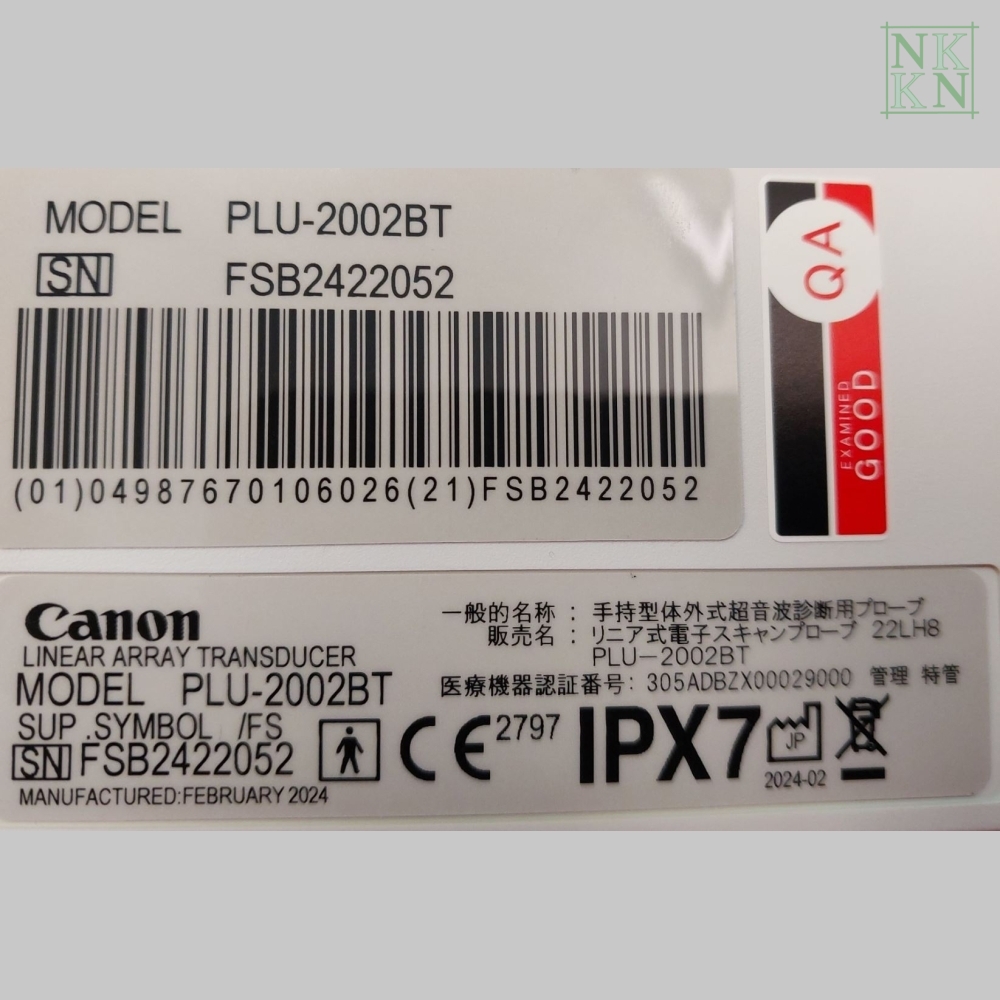 NK
KN
MODEL PLU-2002BT
SN FSB2422052
(01)04987670106026(21)FSB2422052
QA
EXAMINED
GOOD
Canon
LINEAR ARRAY TRANSDUCER
MODEL PLU-2002BT
SUP .SYMBOL /FS
SN FSB2422052
MANUFACTURED:FEBRUARY 2024
一般的名称 : 手持型体外式超音波診断用プローブ
販売名 : リニア式電子スキャンプローブ 22LH8
PLU-2002BT
医療機器認証番号: 305ADBZX00029000 管理 特管
CE 2797 IPX7 JP
2024-02